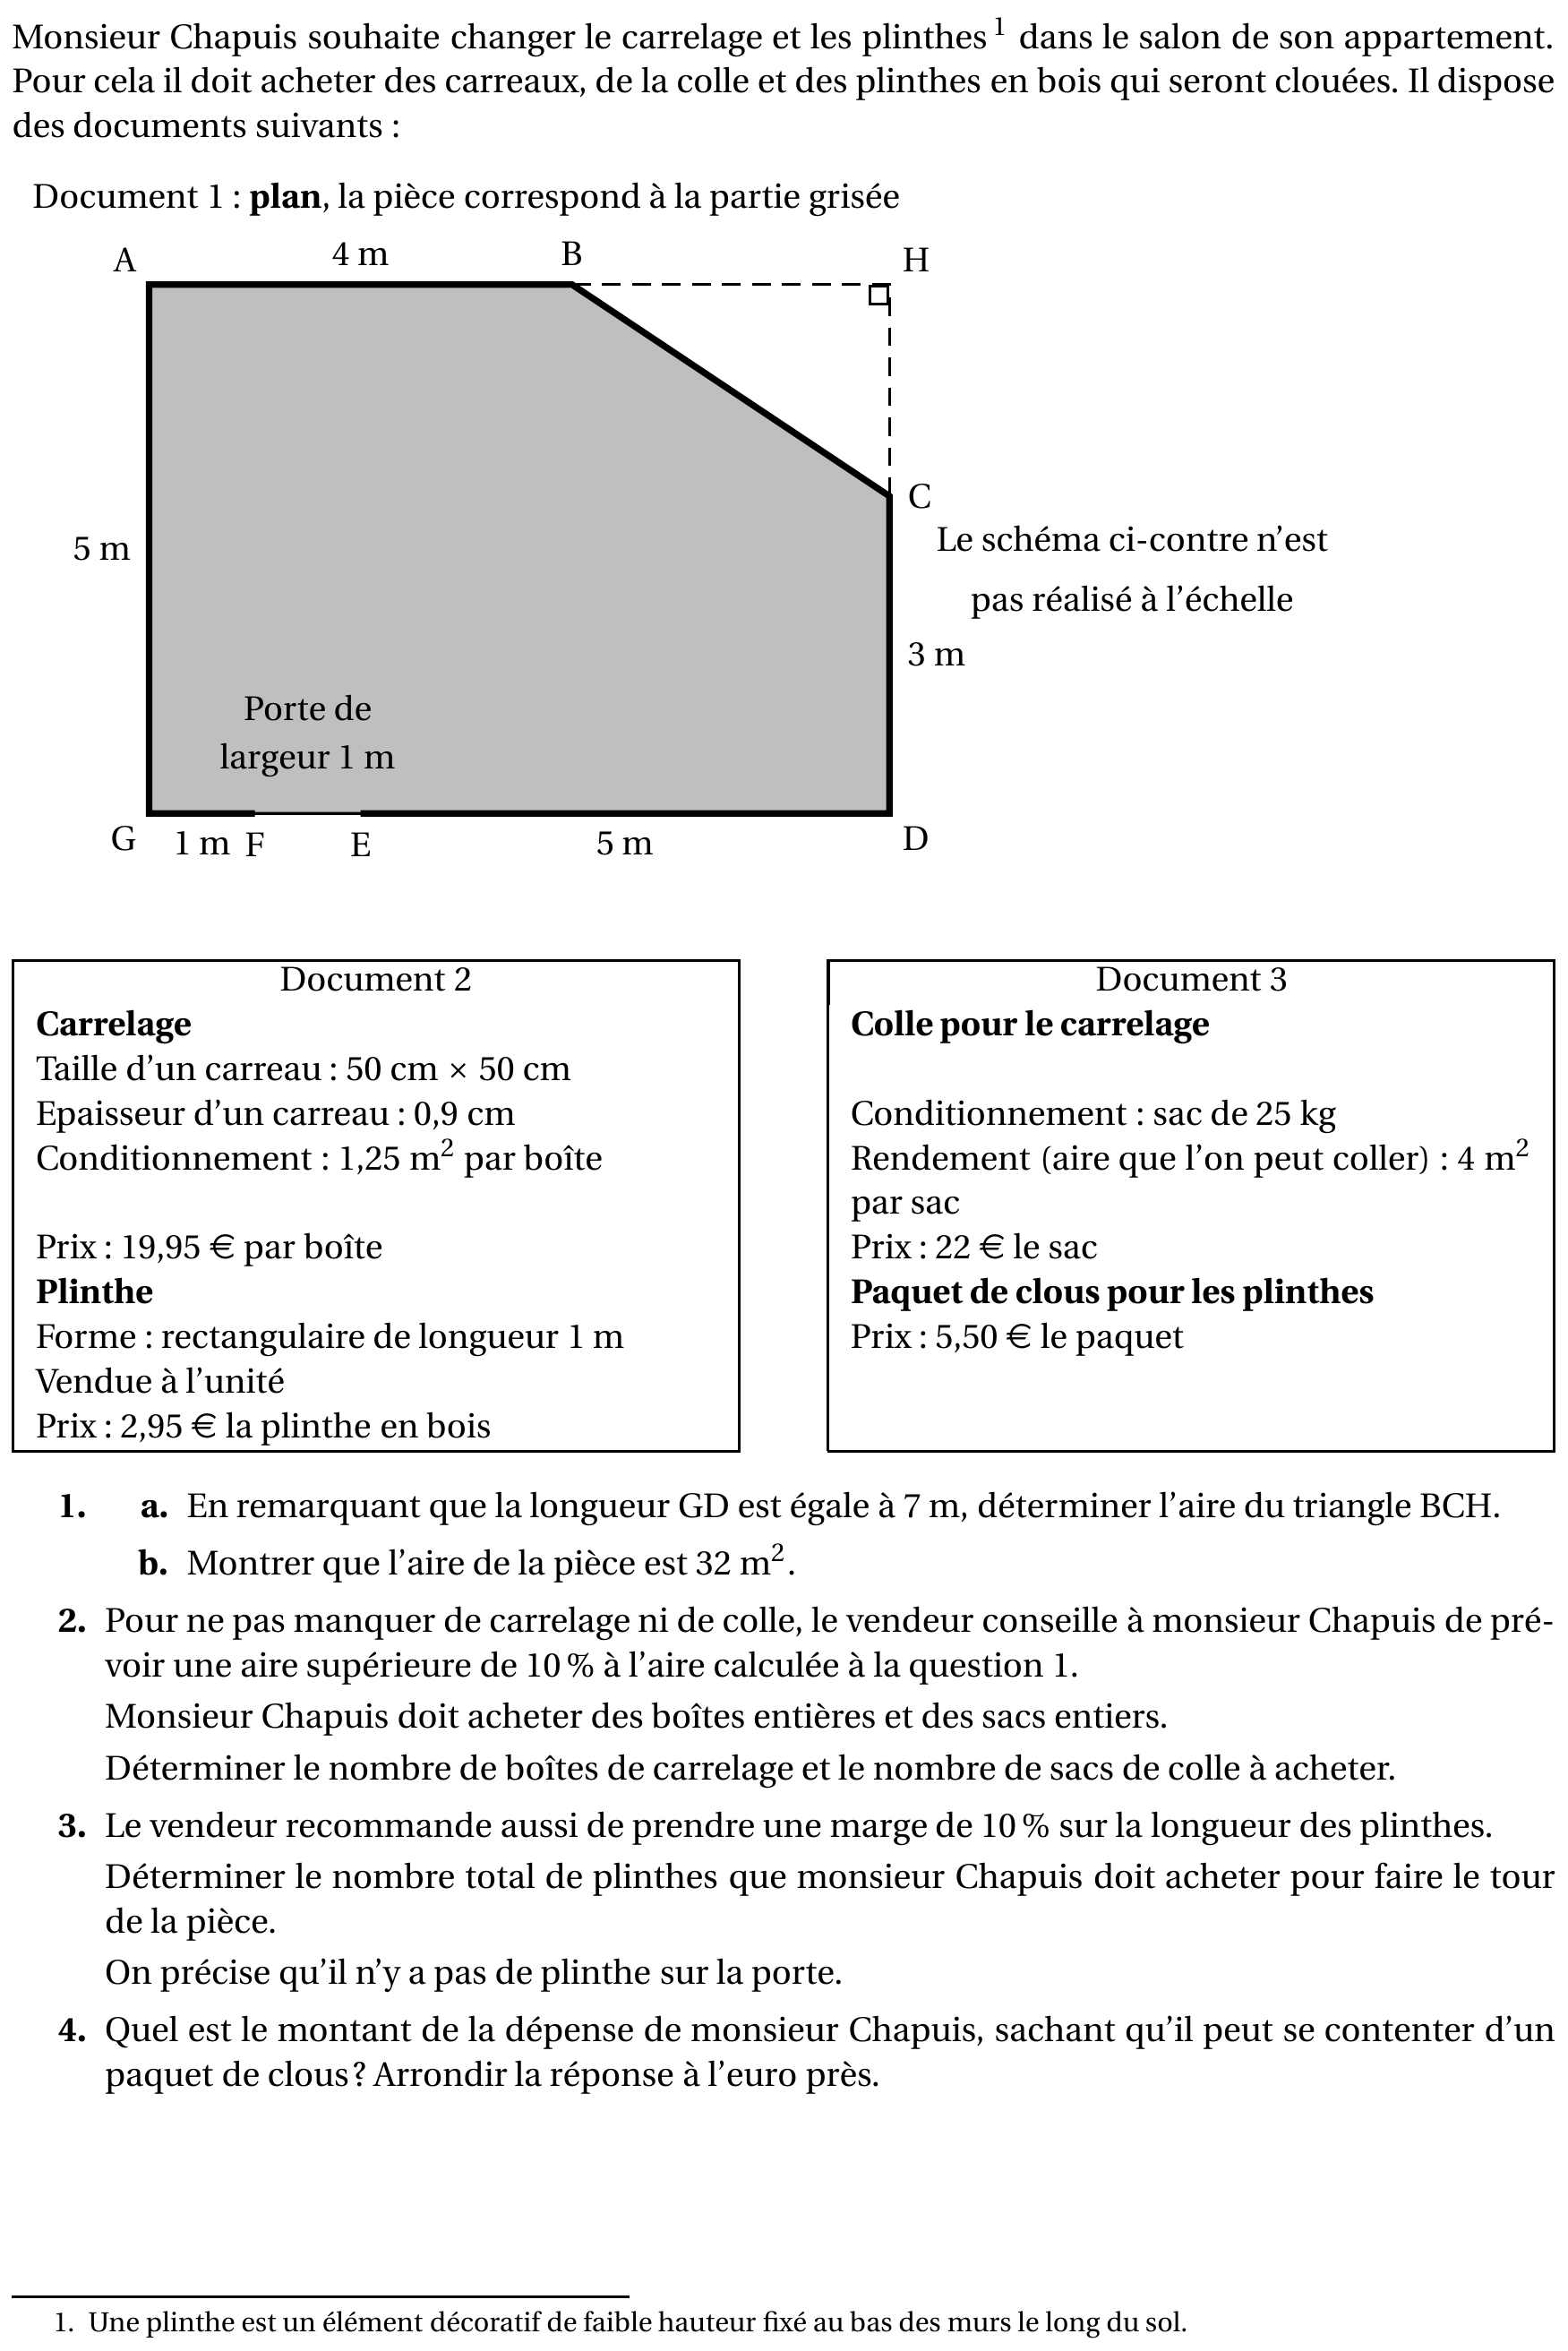 Monsieur Chapuis souhaite changer le carrelage et les plinthes 1 dans le salon de son appartement.
Pour cela il doit acheter des carreaux, de la colle et des plinthes en bois qui seront clouées. Il dispose
des documents suivants :
Document 1 : plan, la pièce correspond à la partie grisée
A
4 m
B
H
C
5 m
Le schéma ci-contre n'est
pas réalisé à l'échelle
3 m
Porte de
largeur 1 m
G
1 m
F
E
5 m
D
Document 2
Carrelage
Taille d'un carreau : 50 cm × 50 cm
Epaisseur d'un carreau : 0,9 cm
Conditionnement : 1,25 m² par boîte
Prix : 19,95 € par boîte
Plinthe
Forme : rectangulaire de longueur 1 m
Vendue à l'unité
Prix : 2,95 € la plinthe en bois
Document 3
Colle pour le carrelage
Conditionnement : sac de 25 kg
Rendement (aire que l'on peut coller) : 4 m²
par sac
Prix : 22 € le sac
Paquet de clous pour les plinthes
Prix : 5,50 € le paquet
1. a. En remarquant que la longueur GD est égale à 7 m, déterminer l'aire du triangle BCH.
b. Montrer que l'aire de la pièce est 32 m².
2. Pour ne pas manquer de carrelage ni de colle, le vendeur conseille à monsieur Chapuis de pré-
voir une aire supérieure de 10 % à l'aire calculée à la question 1.
Monsieur Chapuis doit acheter des boîtes entières et des sacs entiers.
Déterminer le nombre de boîtes de carrelage et le nombre de sacs de colle à acheter.
3. Le vendeur recommande aussi de prendre une marge de 10 % sur la longueur des plinthes.
Déterminer le nombre total de plinthes que monsieur Chapuis doit acheter pour faire le tour
de la pièce.
On précise qu'il n'y a pas de plinthe sur la porte.
4. Quel est le montant de la dépense de monsieur Chapuis, sachant qu'il peut se contenter d'un
paquet de clous ? Arrondir la réponse à l'euro près.
1. Une plinthe est un élément décoratif de faible hauteur fixé au bas des murs le long du sol.